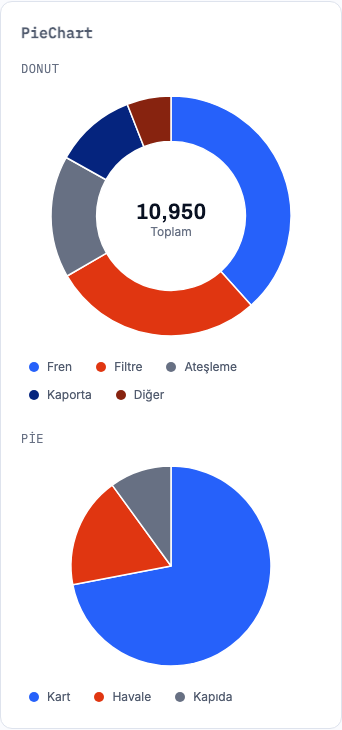 PieChart
DONUT
10,950
Toplam
Fren Filtre Ateşleme
Kaporta Diğer
PİE
Kart Havale Kapıda